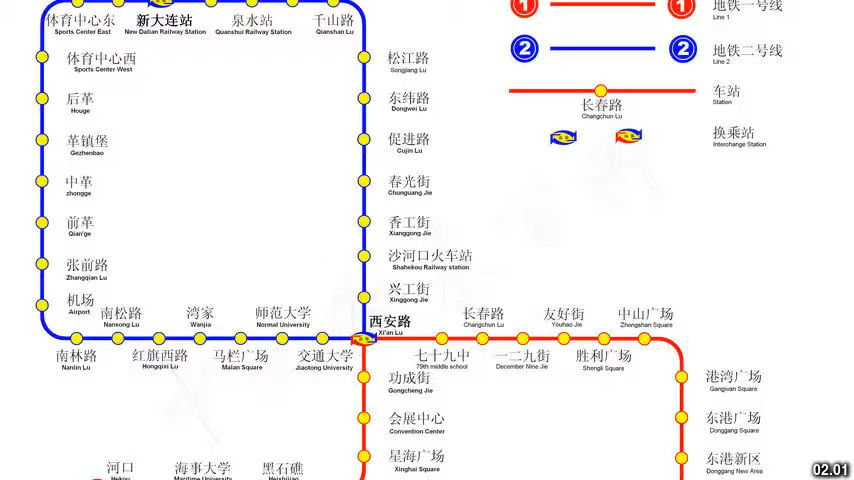 体育中心东
Sports Center East
新大连站
New Dalian Railway Station
泉水站
Quanshui Railway Station
千山路
Qianshan Lu
1
1
地铁一号线
Line 1
2
2
地铁二号线
Line 2
体育中心西
Sports Center West
松江路
Songjiang Lu
车站
Station
长春路
Changchun Lu
后革
Houge
东纬路
Dongwei Lu
换乘站
Interchange Station
革镇堡
Gezhenbao
促进路
Cujin Lu
中革
zhongge
春光街
Chunguang Jie
前革
Qian'ge
香工街
Xianggong Jie
张前路
Zhangqian Lu
沙河口火车站
Shahekou Railway station
机场
Airport
兴工街
Xinggong Jie
南松路
Nansong Lu
湾家
Wanjia
师范大学
Normal University
西安路
Xi'an Lu
长春路
Changchun Lu
友好街
Youhao Jie
中山广场
Zhongshan Square
南林路
Nanlin Lu
红旗西路
Hongqixi Lu
马栏广场
Malan Square
交通大学
Jiaotong University
七十九中
79th middle school
一二九街
December Nine Jie
胜利广场
Shengli Square
功成街
Gongcheng Jie
港湾广场
Gangwan Square
会展中心
Convention Center
东港广场
Donggang Square
星海广场
Xinghai Square
东港新区
Donggang New Area
河口
Hekou
海事大学
Maritime University
黑石礁
Heishijiao
02.01